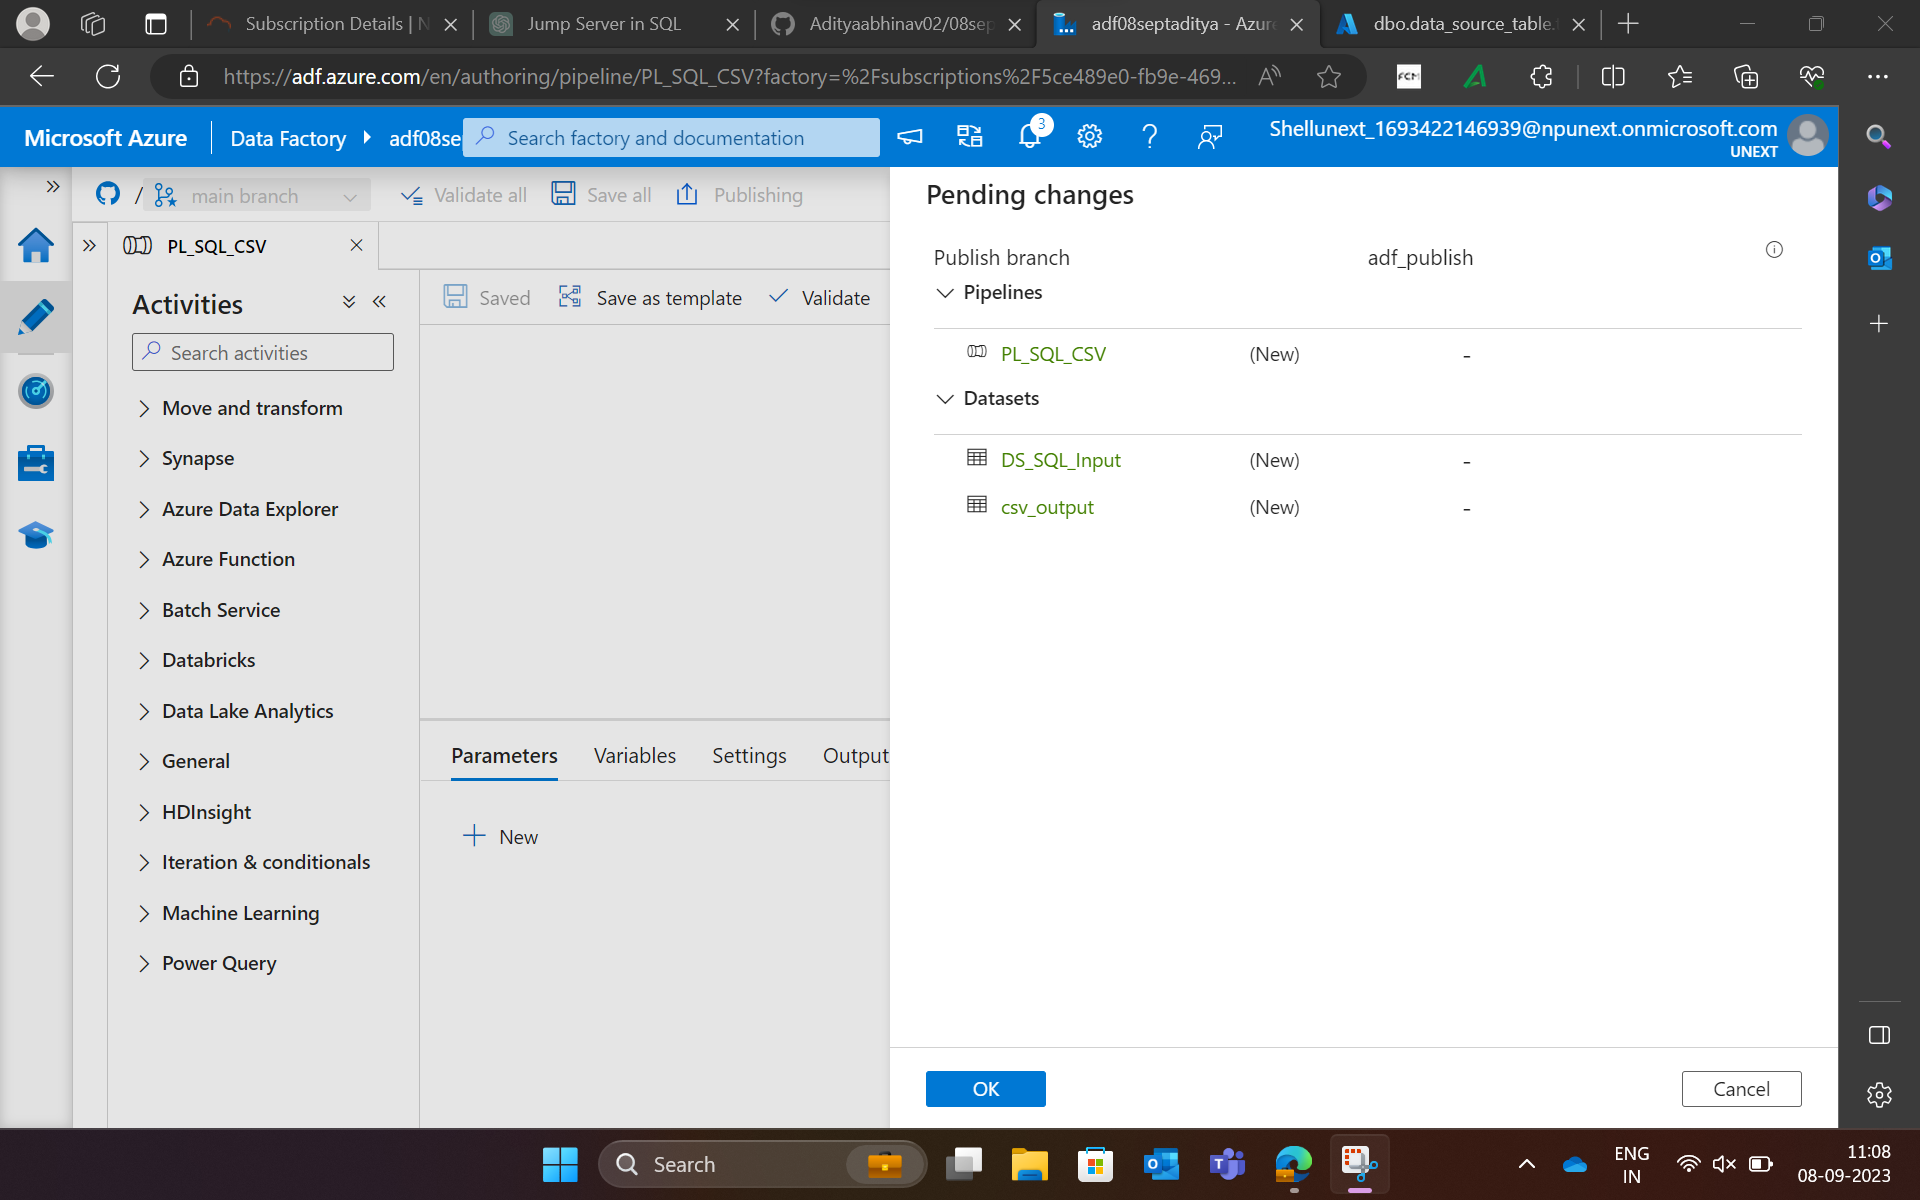 Subscription Details | N
Jump Server in SQL
Adityaabhinav02/08sep
adf08septaditya - Azure
dbo.data_source_table.
https://adf.azure.com/en/authoring/pipeline/PL_SQL_CSV?factory=%2Fsubscriptions%2F5ce489e0-fb9e-469...
FCM
Microsoft Azure
Data Factory
adf08se
Search factory and documentation
3
Shellunext_1693422146939@npunext.onmicrosoft.com
UNEXT
/
main branch
Validate all
Save all
Publishing
PL_SQL_CSV
Activities
Search activities
Move and transform
Synapse
Azure Data Explorer
Azure Function
Batch Service
Databricks
Data Lake Analytics
General
HDInsight
Iteration & conditionals
Machine Learning
Power Query
Saved
Save as template
Validate
Parameters
Variables
Settings
Output
New
Pending changes
Publish branch
adf_publish
Pipelines
PL_SQL_CSV (New) -
Datasets
DS_SQL_Input (New) -
csv_output (New) -
OK
Cancel
Search
ENG
IN
11:08
08-09-2023